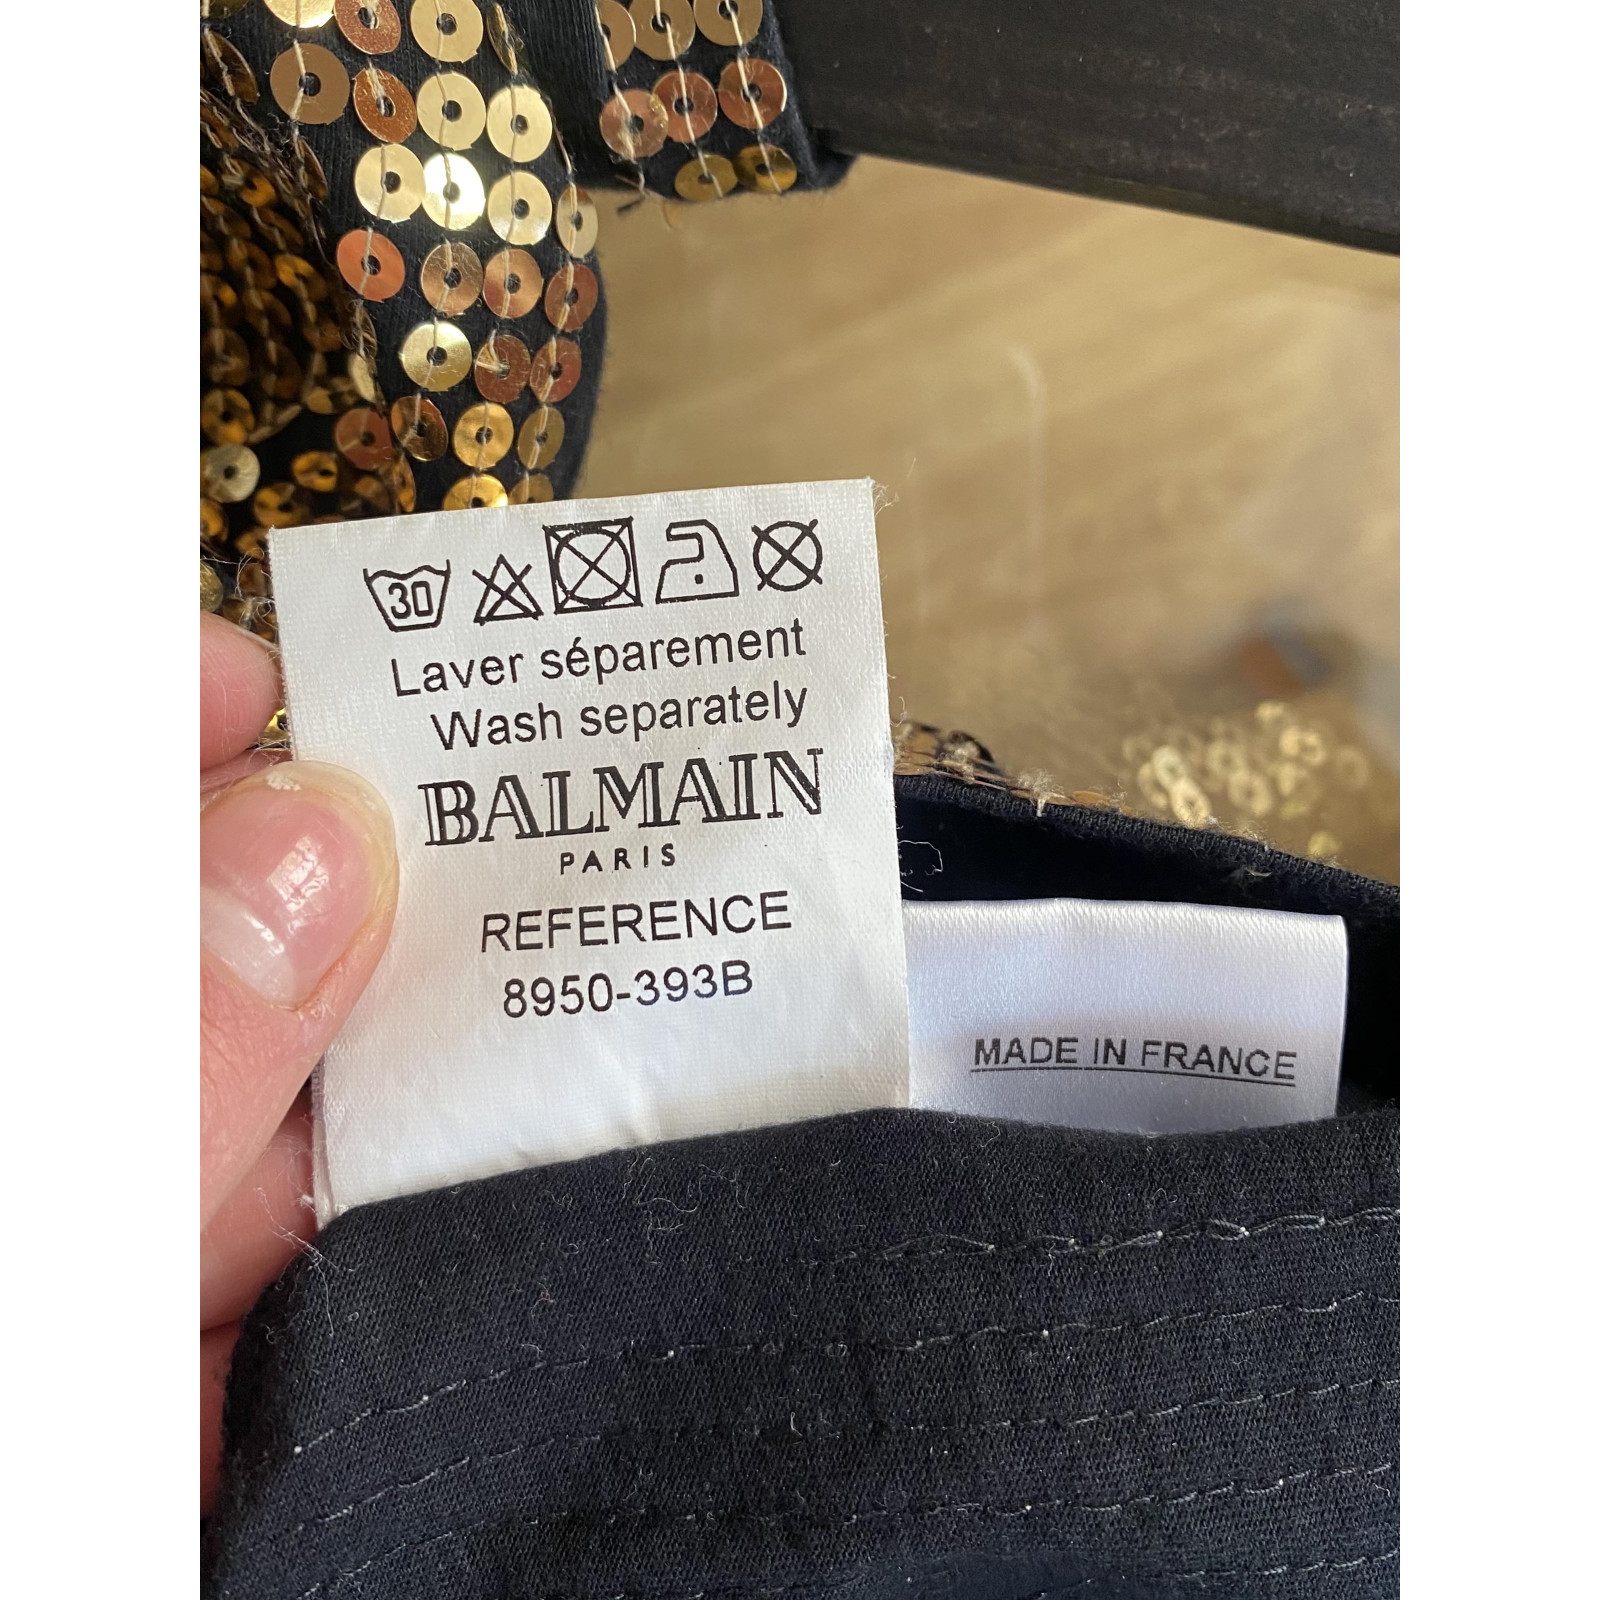 30
Laver séparement
Wash separately
BALMAIN
PARIS
REFERENCE
8950-393B
MADE IN FRANCE